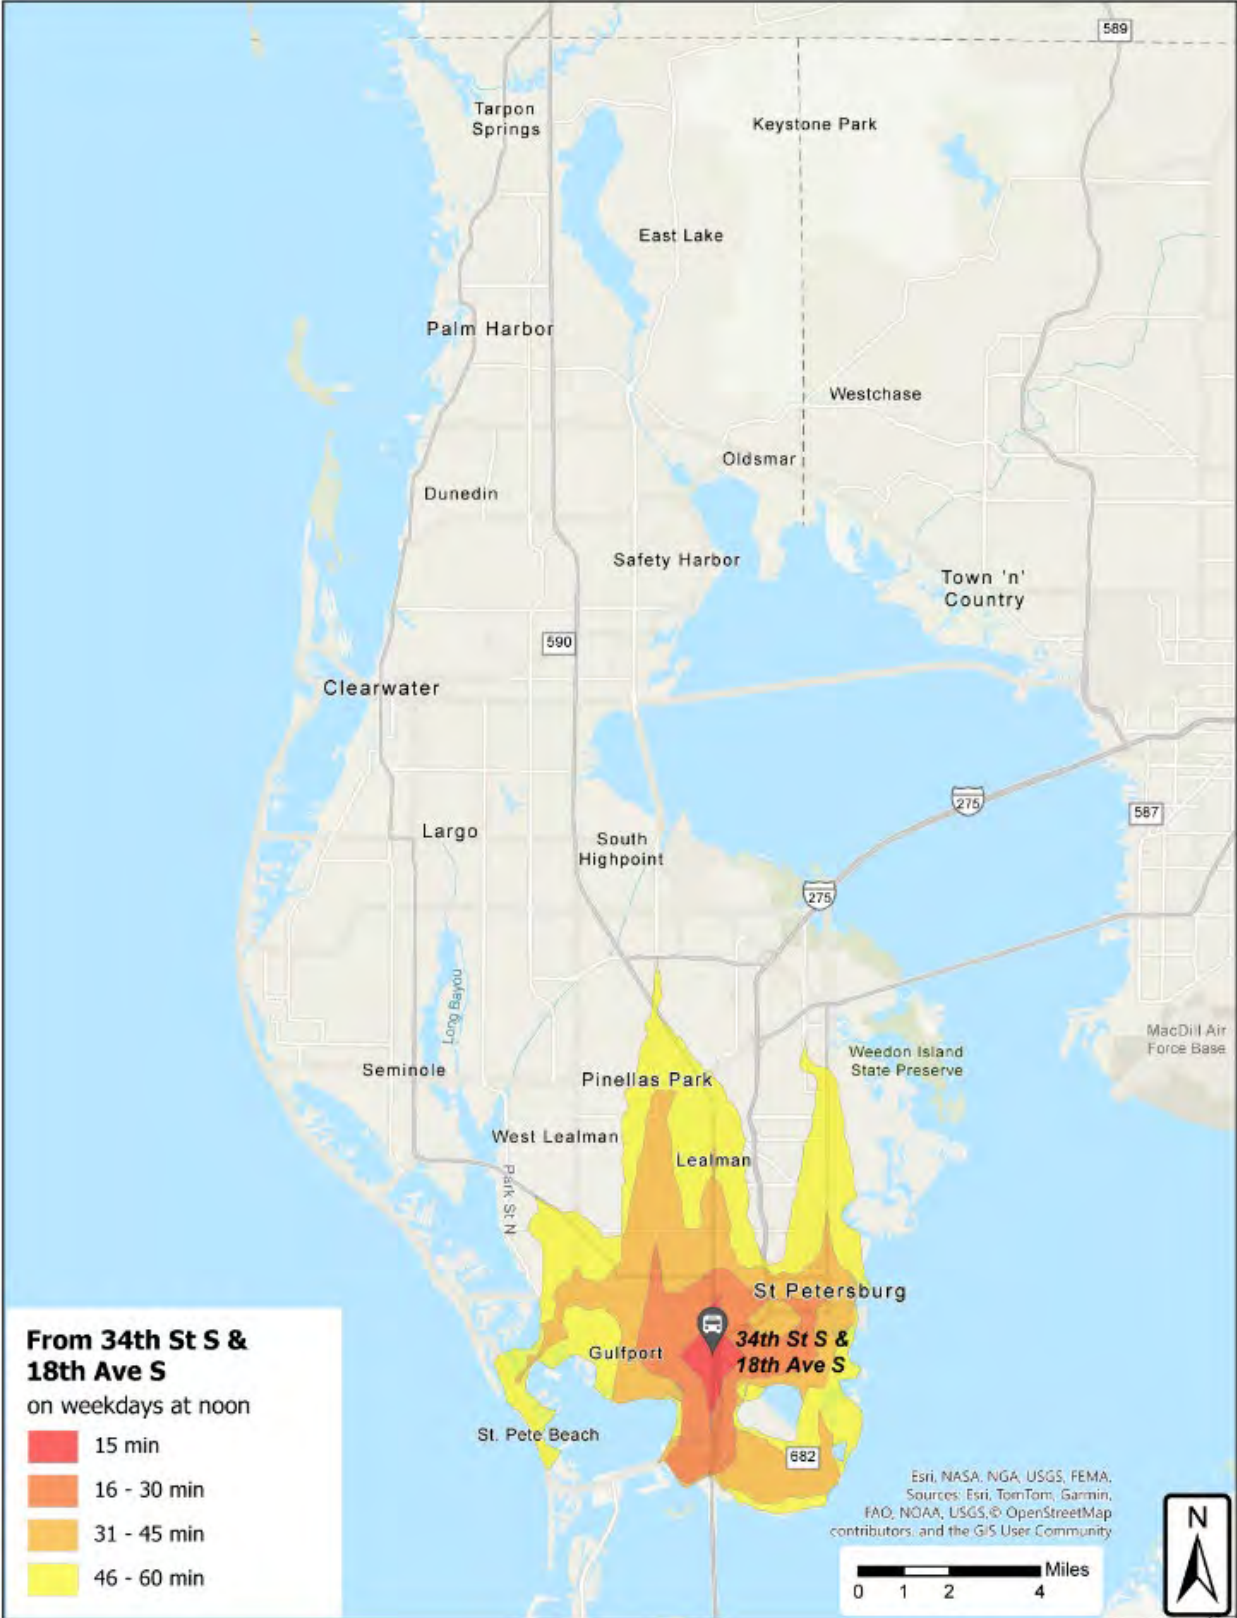 589
Tarpon
Springs
Keystone Park
East Lake
Palm Harbor
Westchase
Oldsmar
Dunedin
Safety Harbor
Town 'n'
Country
590
Clearwater
275
587
Largo
South
Highpoint
275
Long Bayou
MacDill Air
Force Base
Weedon Island
State Preserve
Seminole
Pinellas Park
West Lealman
Lealman
Park St N
St Petersburg
34th St S &
18th Ave S
Gulfport
St. Pete Beach
682
From 34th St S &
18th Ave S
on weekdays at noon
15 min
16 - 30 min
31 - 45 min
46 - 60 min
Esri, NASA, NGA, USGS, FEMA,
Sources: Esri, TomTom, Garmin,
FAO, NOAA, USGS, © OpenStreetMap
contributors, and the GIS User Community
Miles
0 1 2 4
N